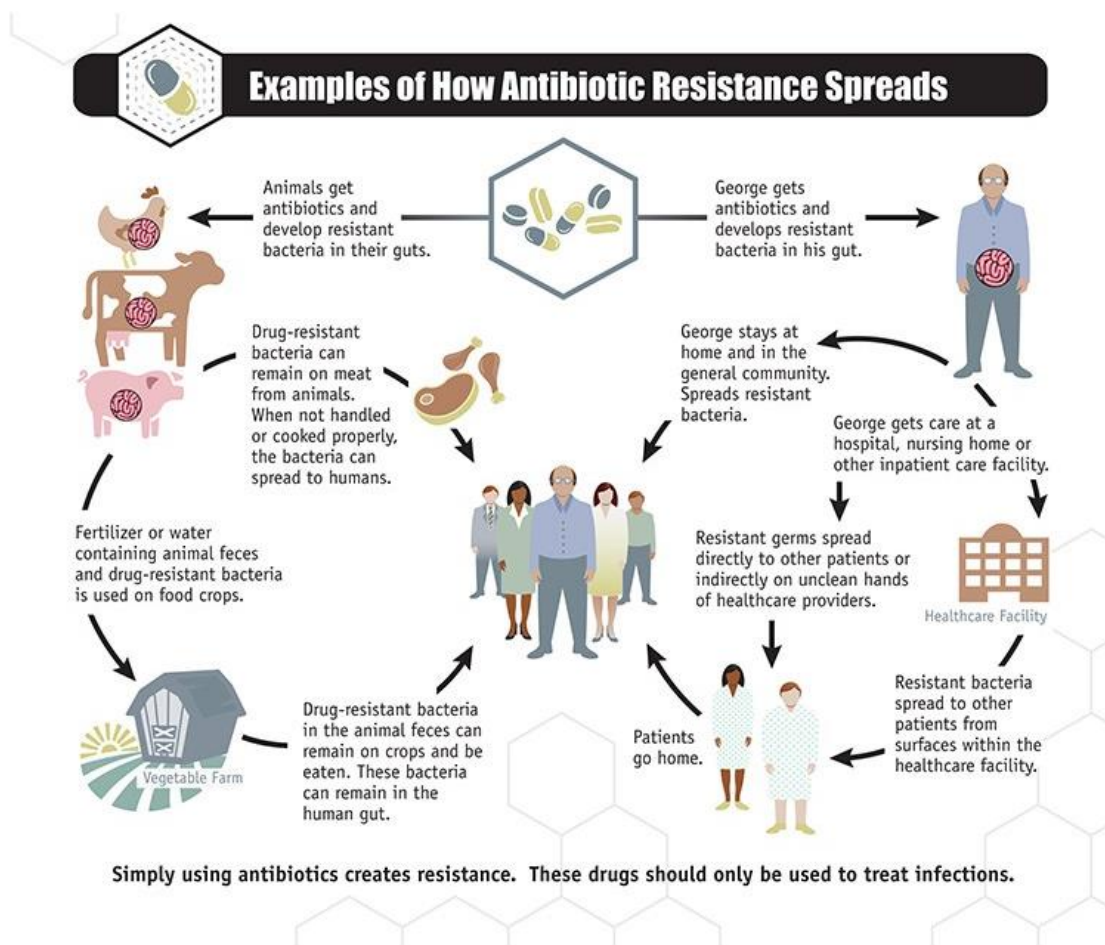 Examples of How Antibiotic Resistance Spreads
Animals get
antibiotics and
develop resistant
bacteria in their guts.
George gets
antibiotics and
develops resistant
bacteria in his gut.
Drug-resistant
bacteria can
remain on meat
from animals.
When not handled
or cooked properly,
the bacteria can
spread to humans.
George stays at
home and in the
general community.
Spreads resistant
bacteria.
George gets care at a
hospital, nursing home or
other inpatient care facility.
Fertilizer or water
containing animal feces
and drug-resistant bacteria
is used on food crops.
Resistant germs spread
directly to other patients or
indirectly on unclean hands
of healthcare providers.
Healthcare Facility
Vegetable Farm
Drug-resistant bacteria
in the animal feces can
remain on crops and be
eaten. These bacteria
can remain in the
human gut.
Patients
go home.
Resistant bacteria
spread to other
patients from
surfaces within the
healthcare facility.
Simply using antibiotics creates resistance. These drugs should only be used to treat infections.